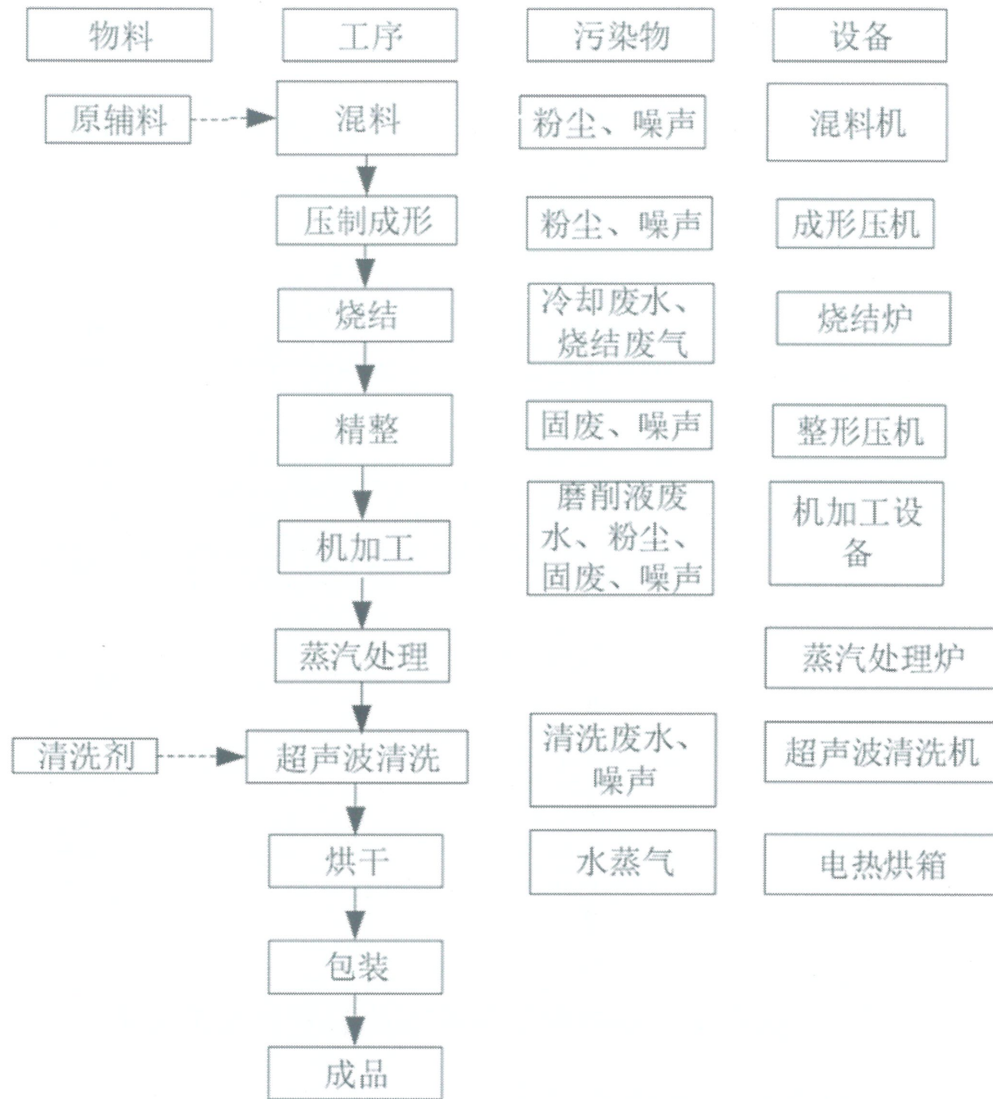 物料 工序 污染物 设备
原辅料 混料 粉尘、噪声 混料机
压制成形 粉尘、噪声 成形压机
烧结 冷却废水、 烧结炉
烧结废气
精整 固废、噪声 整形压机
磨削液废
机加工 水、粉尘、 机加工设
固废、噪声 备
蒸汽处理 蒸汽处理炉
清洗剂 超声波清洗 清洗废水、 超声波清洗机
噪声
烘干 水蒸气 电热烘箱
包装
成品